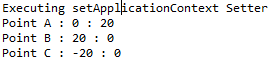 Executing setApplicationContext Setter
Point A : 0 : 20
Point B : 20 : 0
Point C : -20 : 0